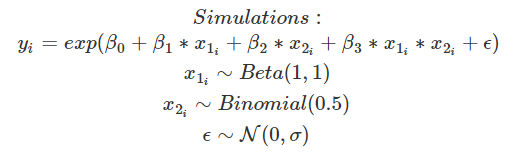 Simulations :
y_i = exp(β_0 + β_1 * x_{1_i} + β_2 * x_{2_i} + β_3 * x_{1_i} * x_{2_i} + ϵ)
x_{1_i} ∼ Beta(1, 1)
x_{2_i} ∼ Binomial(0.5)
ϵ ∼ 𝒩(0, σ)